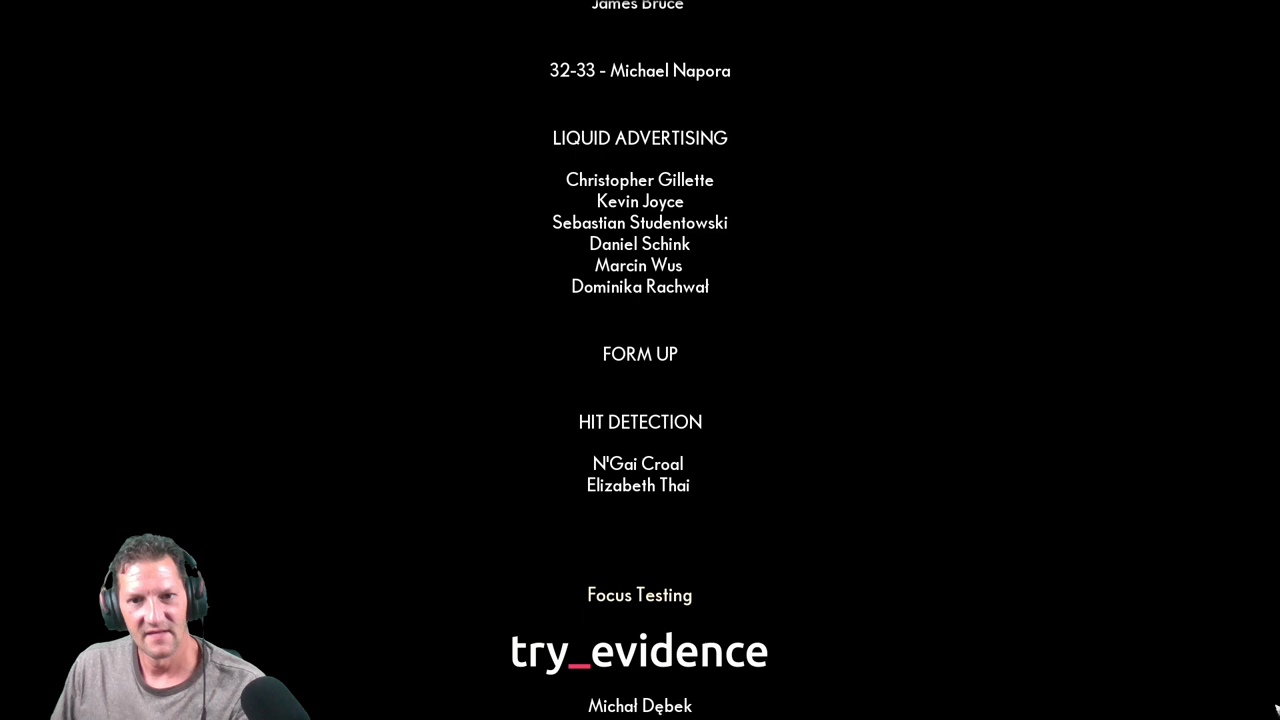 James Bruce
32-33 - Michael Napora
LIQUID ADVERTISING
Christopher Gillette
Kevin Joyce
Sebastian Studentowski
Daniel Schink
Marcin Wus
Dominika Rachwał
FORM UP
HIT DETECTION
N'Gai Croal
Elizabeth Thai
Focus Testing
try_evidence
Michał Dębek